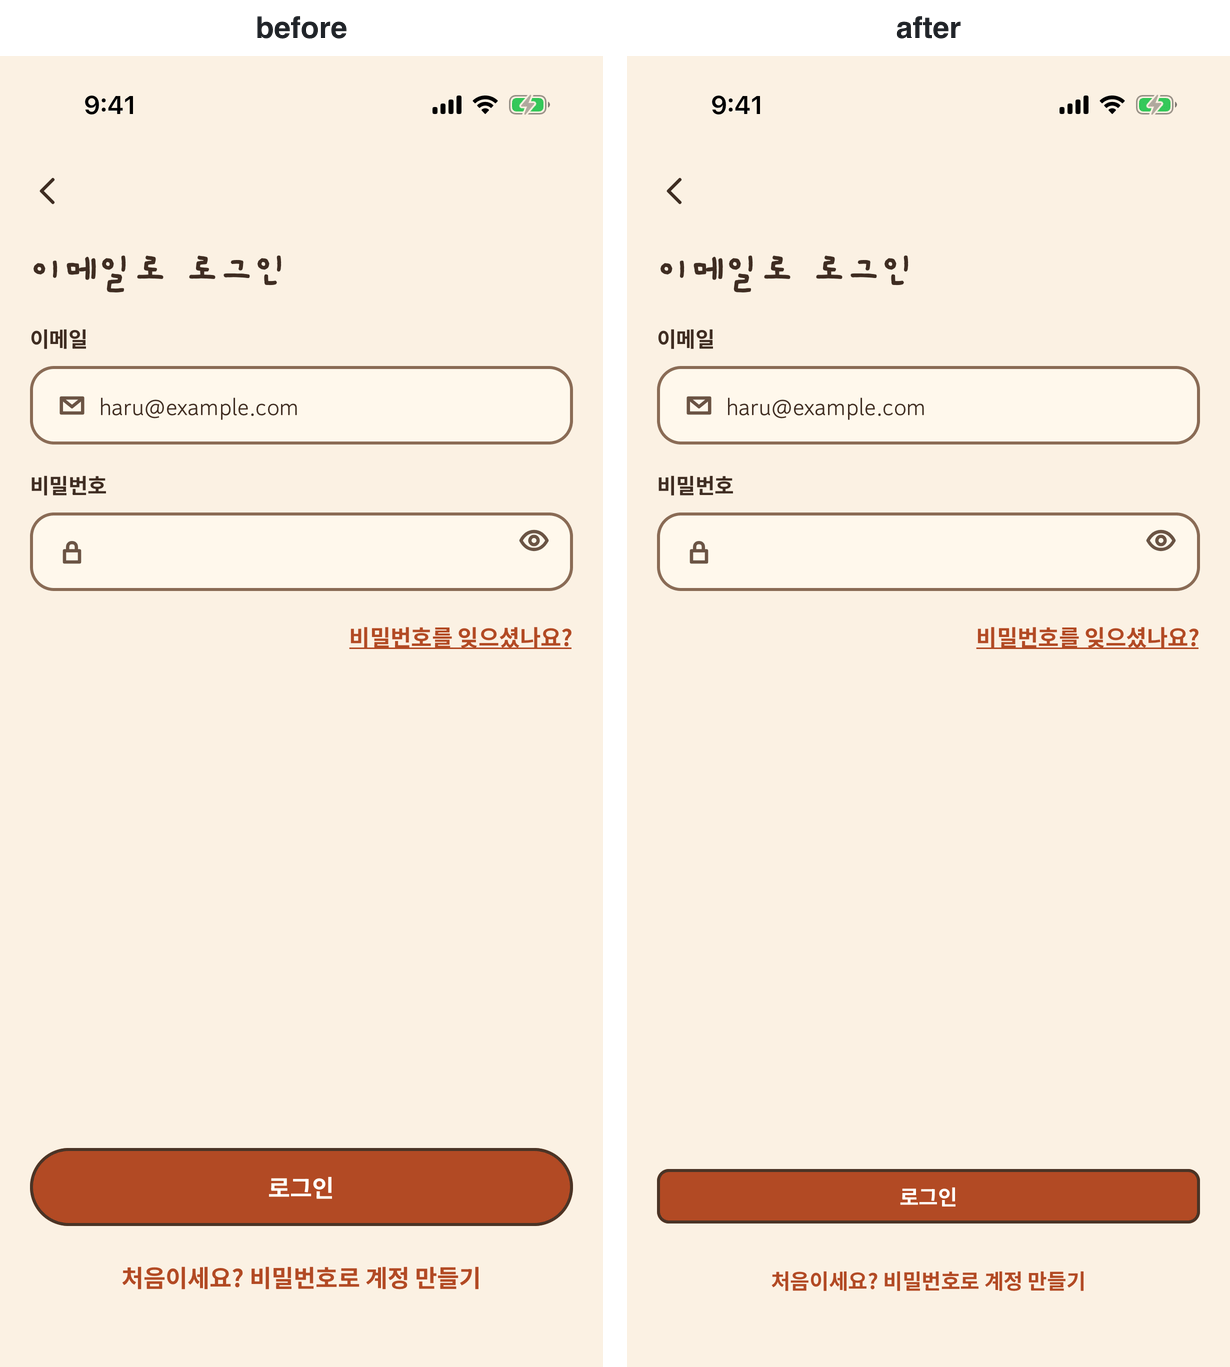 before
after
9:41
이메일로 로그인
이메일
haru@example.com
비밀번호
비밀번호를 잊으셨나요?
로그인
처음이세요? 비밀번호로 계정 만들기
9:41
이메일로 로그인
이메일
haru@example.com
비밀번호
비밀번호를 잊으셨나요?
로그인
처음이세요? 비밀번호로 계정 만들기